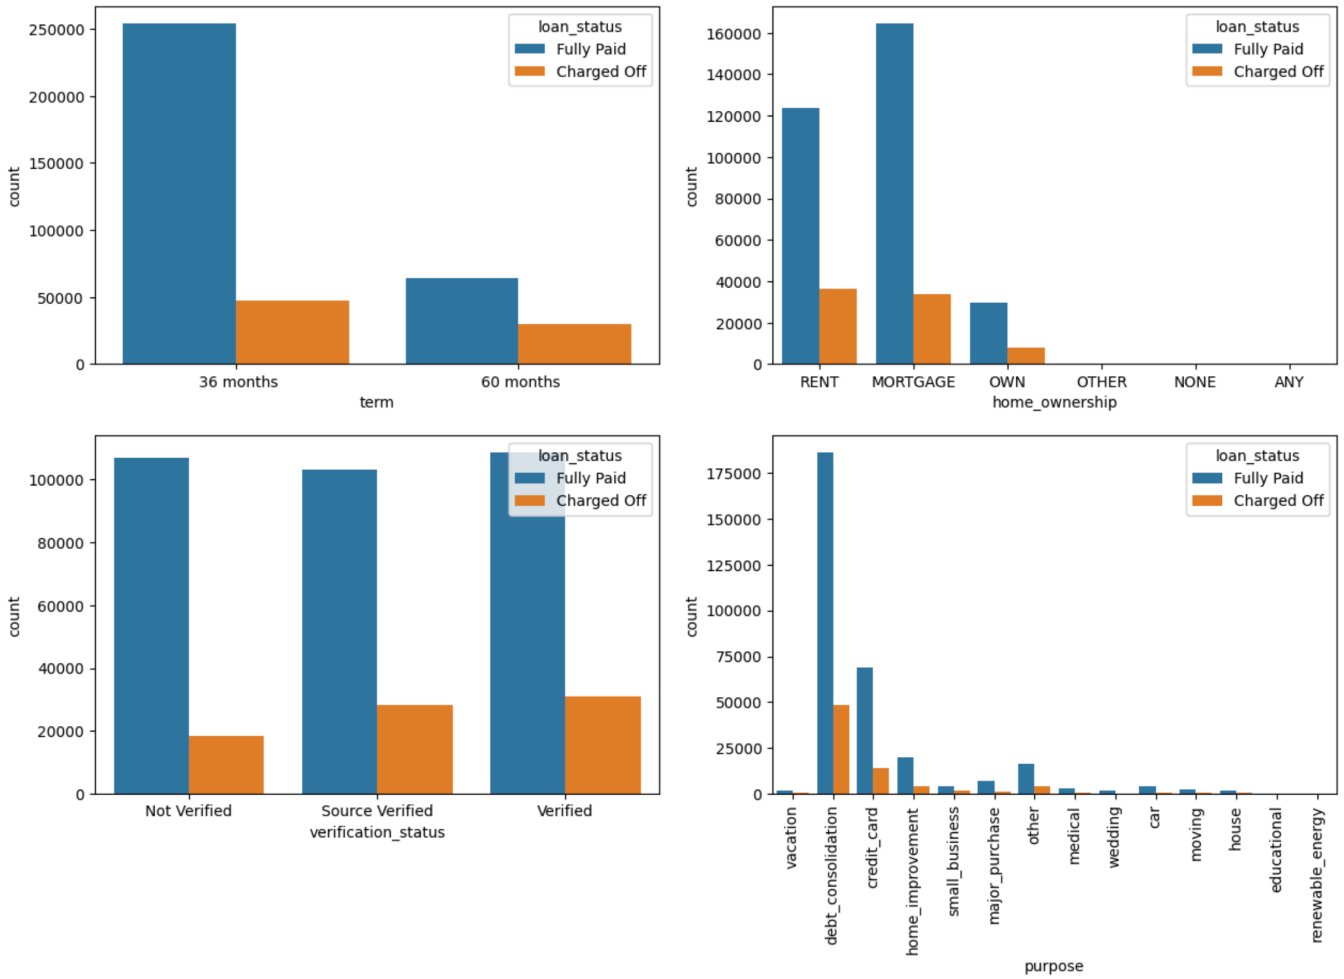 loan_status
Fully Paid
Charged Off
250000
200000
150000
100000
50000
0
count
36 months
60 months
term
loan_status
Fully Paid
Charged Off
160000
140000
120000
100000
80000
60000
40000
20000
0
count
RENT
MORTGAGE
OWN
OTHER
NONE
ANY
home_ownership
loan_status
Fully Paid
Charged Off
100000
80000
60000
40000
20000
0
count
Not Verified
Source Verified
Verified
verification_status
loan_status
Fully Paid
Charged Off
175000
150000
125000
100000
75000
50000
25000
0
count
vacation
debt_consolidation
credit_card
home_improvement
small_business
major_purchase
other
medical
wedding
car
moving
house
educational
renewable_energy
purpose